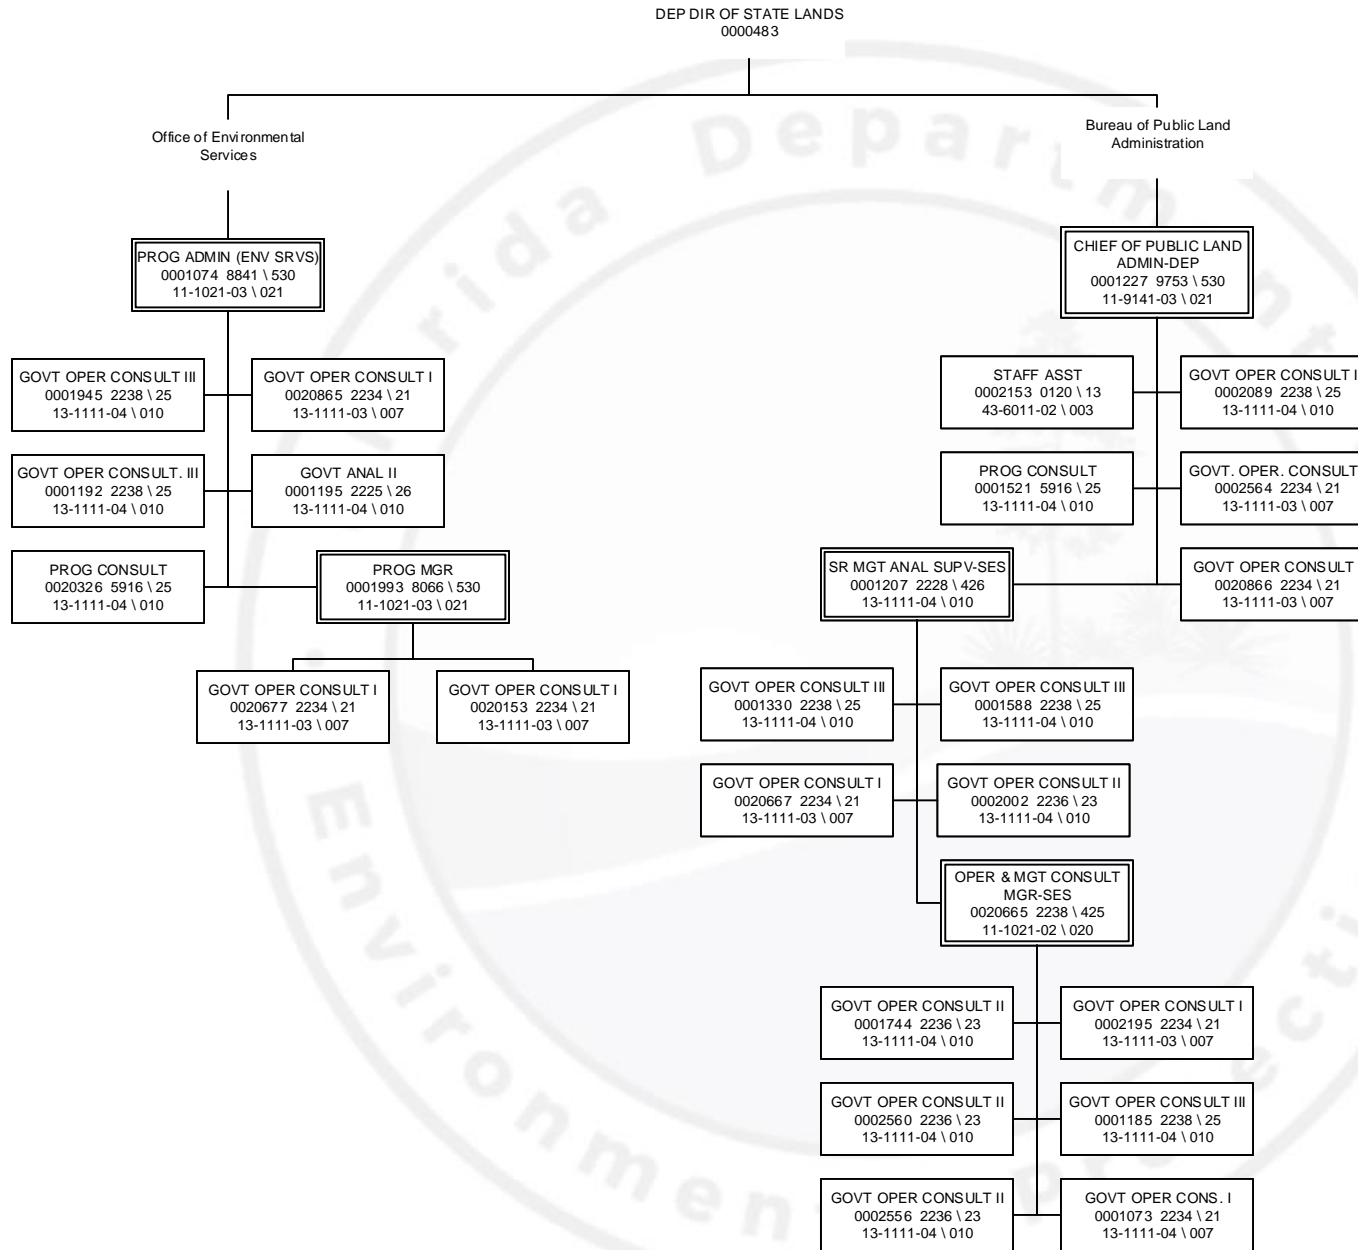 DEP DIR OF STATE LANDS
0000483
Office of Environmental
Services
Bureau of Public Land
Administration
PROG ADMIN (ENV SRVS)
0001074 8841 \ 530
11-1021-03 \ 021
CHIEF OF PUBLIC LAND
ADMIN-DEP
0001227 9753 \ 530
11-9141-03 \ 021
GOVT OPER CONSULT III
0001945 2238 \ 25
13-1111-04 \ 010
GOVT OPER CONSULT I
0020865 2234 \ 21
13-1111-03 \ 007
STAFF ASST
0002153 0120 \ 13
43-6011-02 \ 003
GOVT OPER CONSULT I
0002089 2238 \ 25
13-1111-04 \ 010
GOVT OPER CONSULT. III
0001192 2238 \ 25
13-1111-04 \ 010
GOVT ANAL II
0001195 2225 \ 26
13-1111-04 \ 010
PROG CONSULT
0001521 5916 \ 25
13-1111-04 \ 010
GOVT. OPER. CONSULT
0002564 2234 \ 21
13-1111-03 \ 007
PROG CONSULT
0020326 5916 \ 25
13-1111-04 \ 010
PROG MGR
0001993 8066 \ 530
11-1021-03 \ 021
SR MGT ANAL SUPV-SES
0001207 2228 \ 426
13-1111-04 \ 010
GOVT OPER CONSULT
0020866 2234 \ 21
13-1111-03 \ 007
GOVT OPER CONSULT I
0020677 2234 \ 21
13-1111-03 \ 007
GOVT OPER CONSULT I
0020153 2234 \ 21
13-1111-03 \ 007
GOVT OPER CONSULT III
0001330 2238 \ 25
13-1111-04 \ 010
GOVT OPER CONSULT III
0001588 2238 \ 25
13-1111-04 \ 010
GOVT OPER CONSULT I
0020667 2234 \ 21
13-1111-03 \ 007
GOVT OPER CONSULT II
0002002 2236 \ 23
13-1111-04 \ 010
OPER & MGT CONSULT
MGR-SES
0020665 2238 \ 425
11-1021-02 \ 020
GOVT OPER CONSULT II
0001744 2236 \ 23
13-1111-04 \ 010
GOVT OPER CONSULT I
0002195 2234 \ 21
13-1111-03 \ 007
GOVT OPER CONSULT II
0002560 2236 \ 23
13-1111-04 \ 010
GOVT OPER CONSULT III
0001185 2238 \ 25
13-1111-04 \ 010
GOVT OPER CONSULT II
0002556 2236 \ 23
13-1111-04 \ 010
GOVT OPER CONS. I
0001073 2234 \ 21
13-1111-04 \ 007